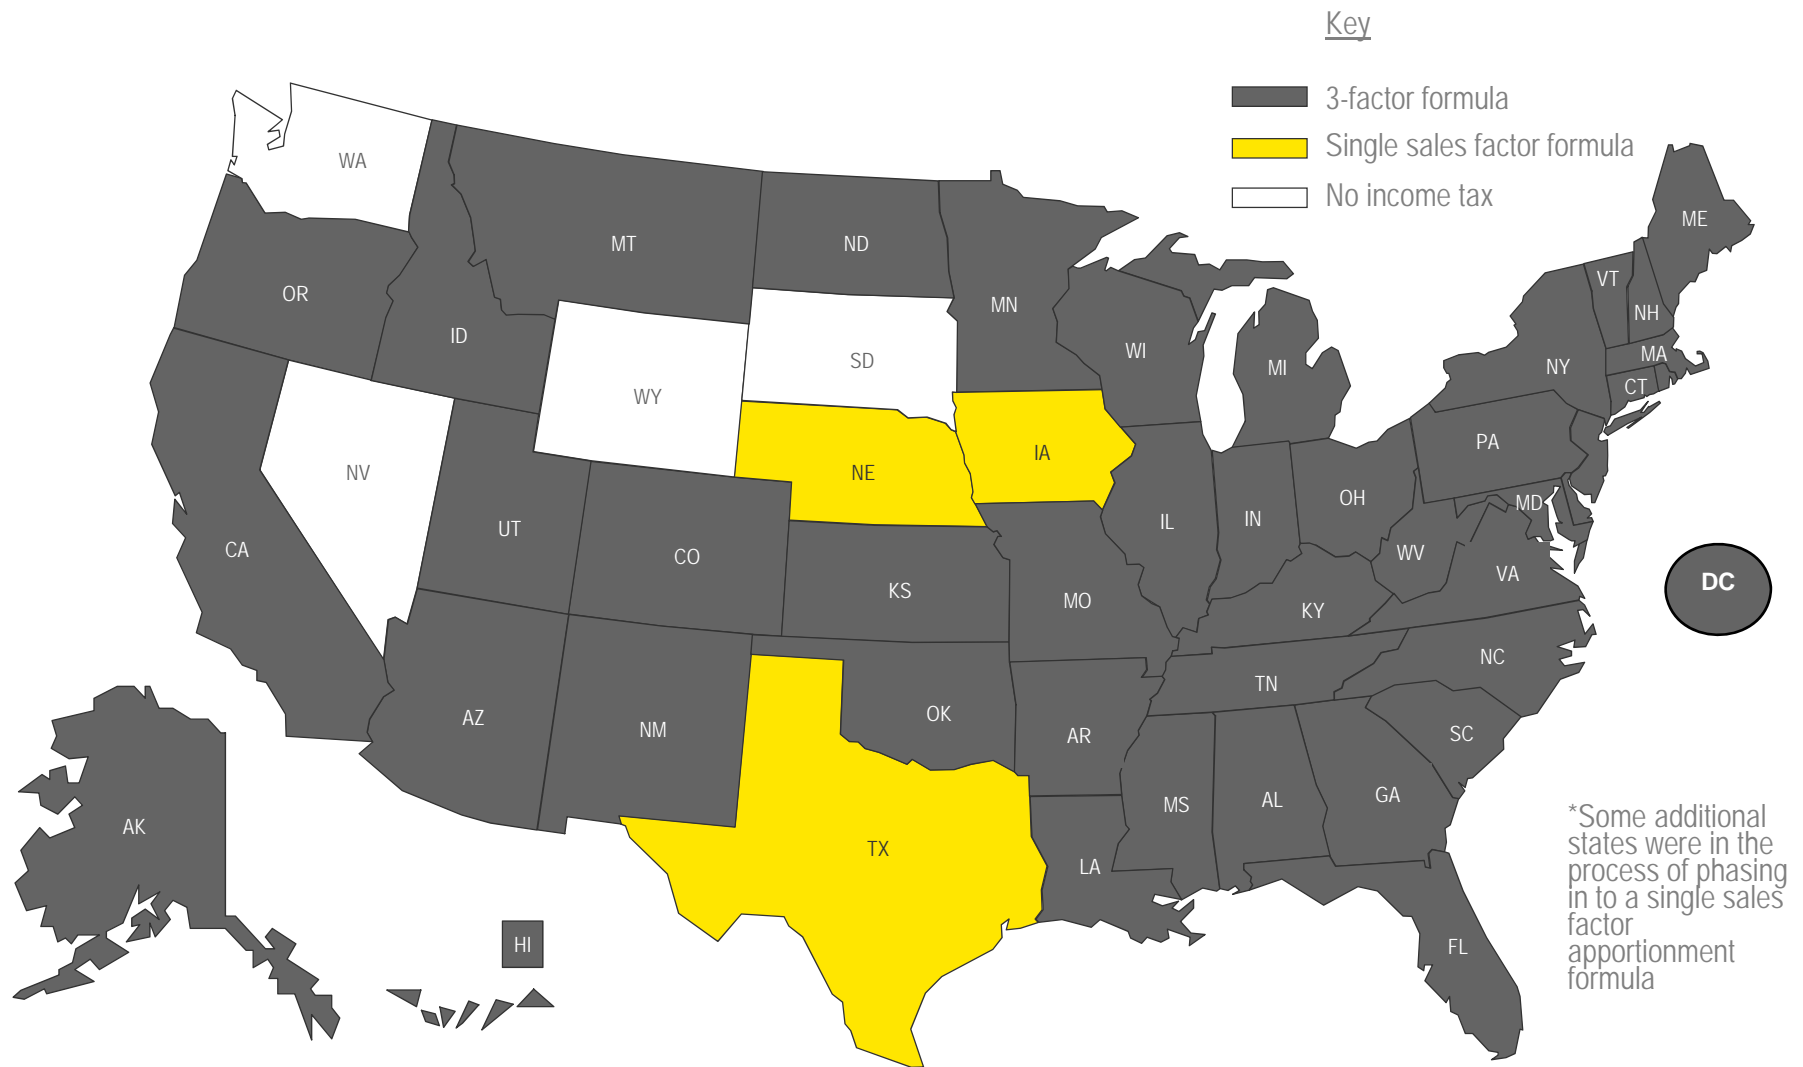 Key
3-factor formula
Single sales factor formula
No income tax
WA
MT
ND
MN
ME
VT
NH
OR
ID
SD
WI
MI
NY
MA
CT
WY
NV
NE
IA
PA
UT
CO
IL
IN
OH
MD
CA
KS
MO
WV
VA
KY
DC
NC
TN
AZ
NM
OK
AR
SC
AK
TX
MS
AL
GA
LA
HI
FL
*Some additional
states were in the
process of phasing
in to a single sales
factor
apportionment
formula